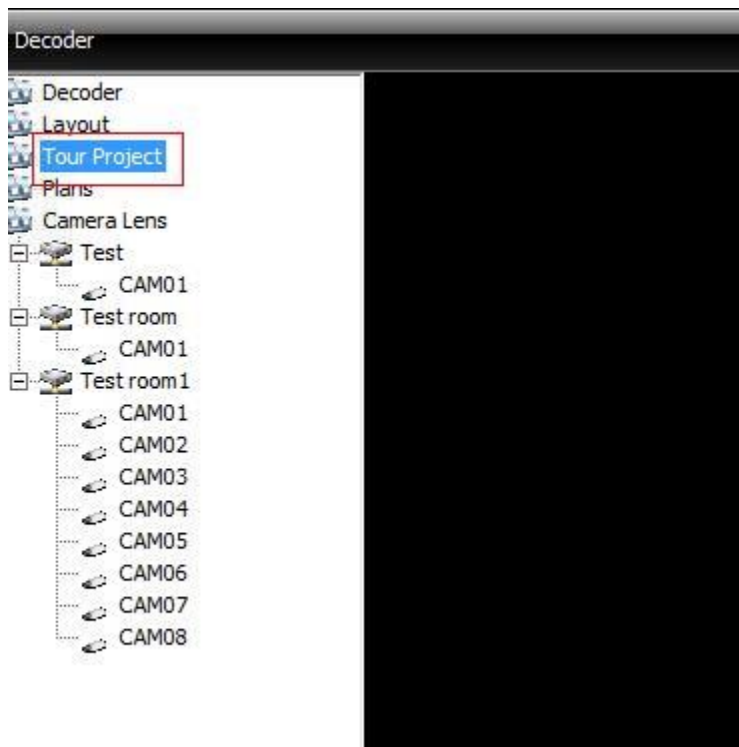 Decoder
Decoder
Layout
Tour Project
Plans
Camera Lens
Test
CAM01
Test room
CAM01
Test room1
CAM01
CAM02
CAM03
CAM04
CAM05
CAM06
CAM07
CAM08